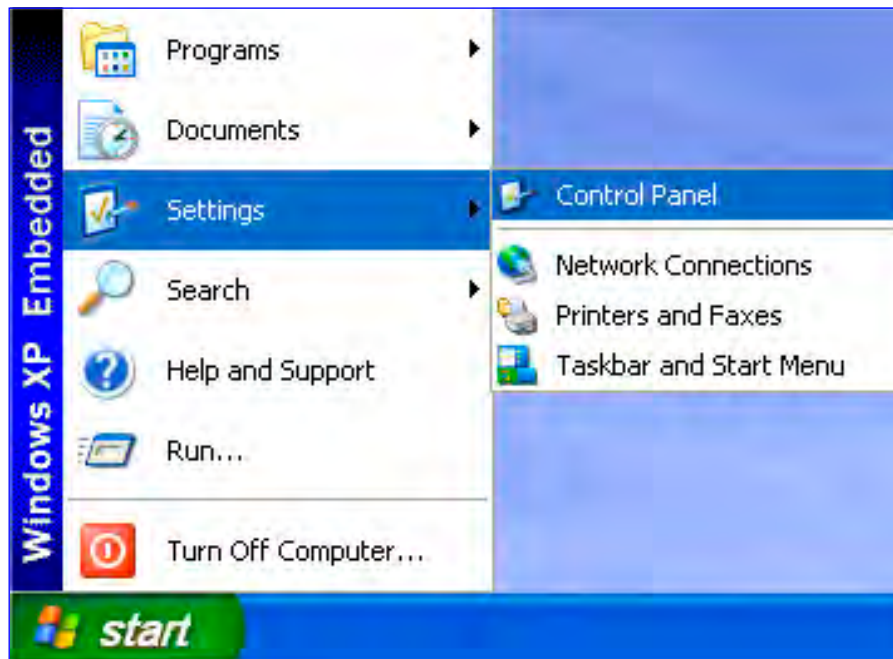 Windows XP Embedded
Programs
Documents
Settings
Search
Help and Support
Run...
Turn Off Computer...
Control Panel
Network Connections
Printers and Faxes
Taskbar and Start Menu
start